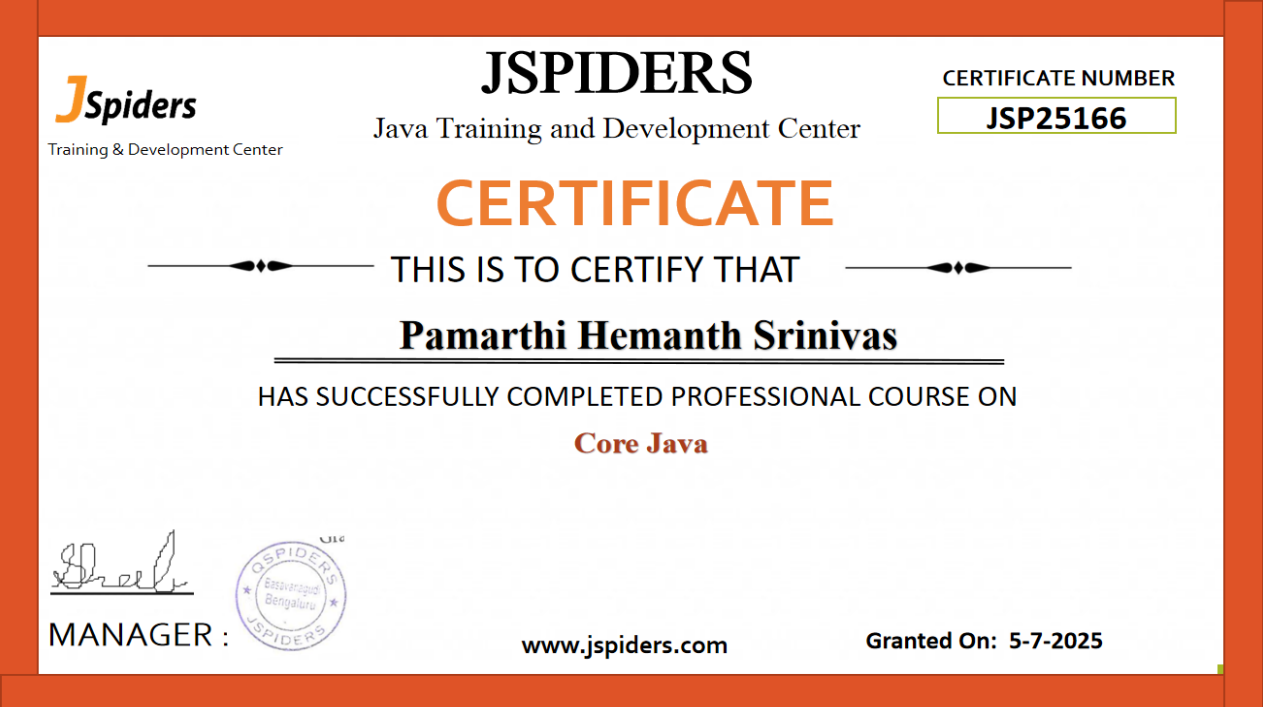 JSpiders
Training & Development Center
JSPIDERS
Java Training and Development Center
CERTIFICATE NUMBER
JSP25166
CERTIFICATE
THIS IS TO CERTIFY THAT
Pamarthi Hemanth Srinivas
HAS SUCCESSFULLY COMPLETED PROFESSIONAL COURSE ON
Core Java
QSPIDERS
Basavanagudi
Bengaluru
JSPIDERS
MANAGER :
www.jspiders.com
Granted On: 5-7-2025